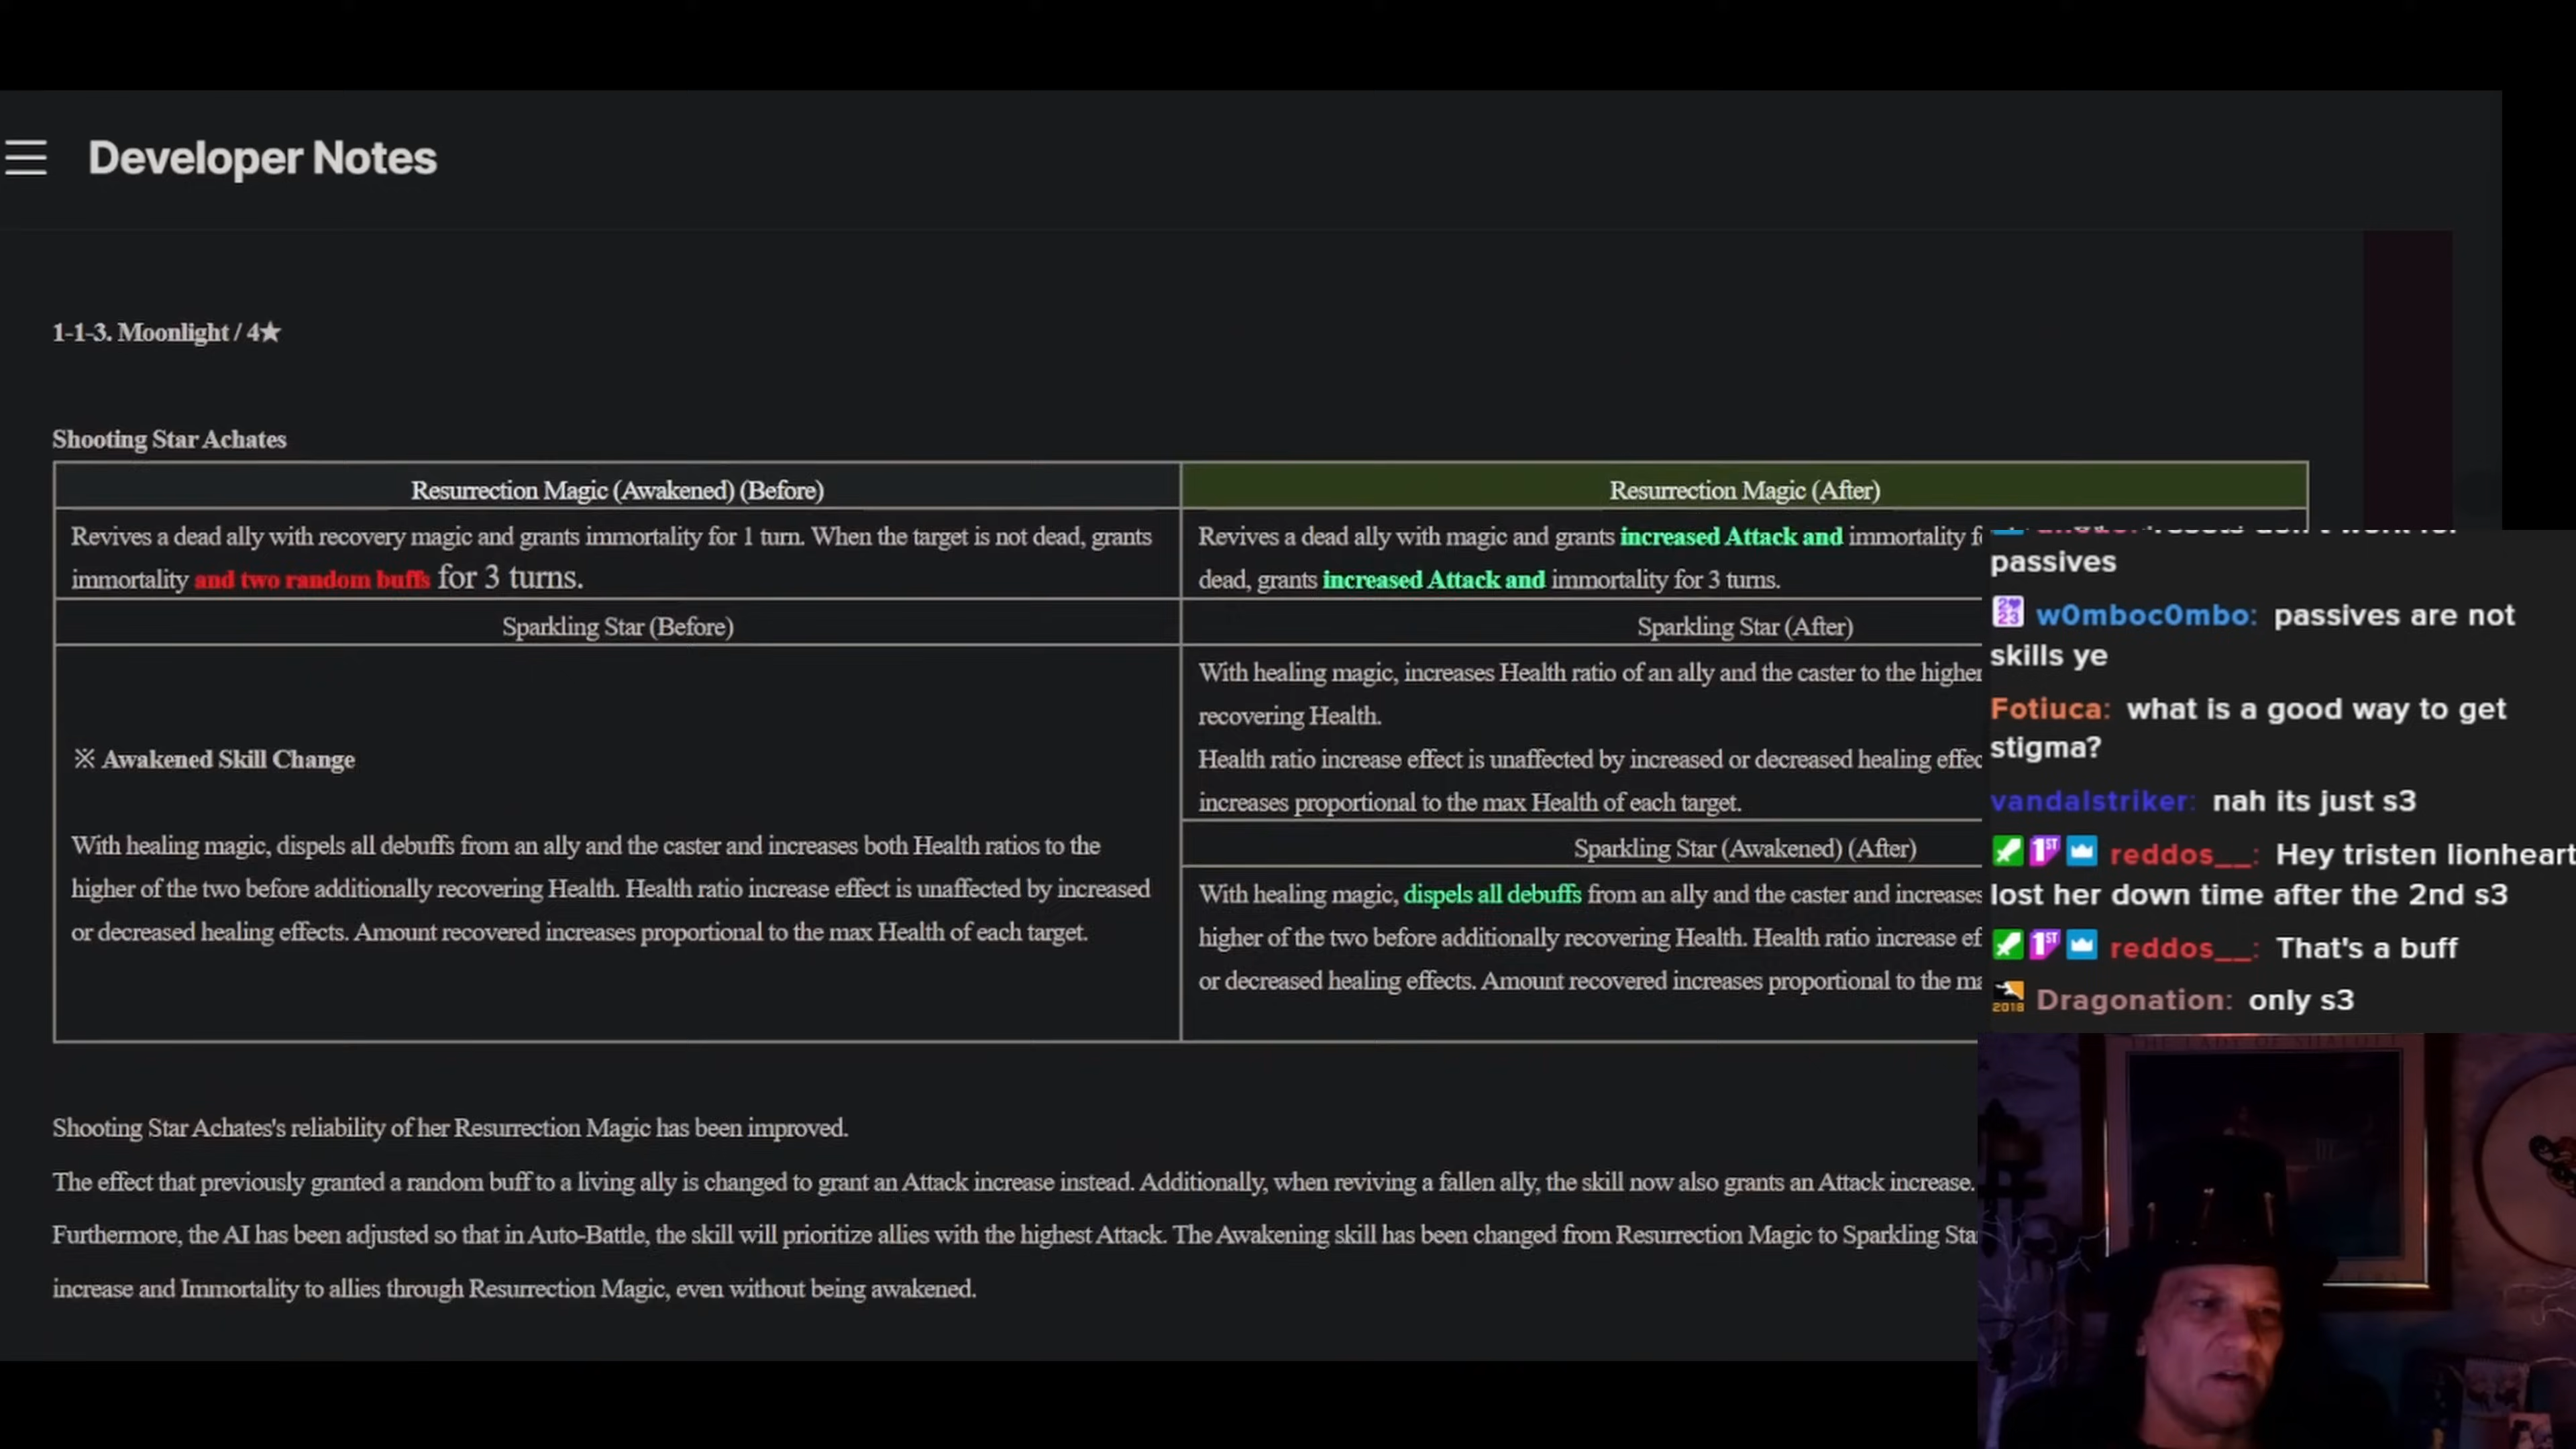 Developer Notes
1-1-3. Moonlight / 4★
Shooting Star Achates
Resurrection Magic (Awakened) (Before)
Revives a dead ally with recovery magic and grants immortality for 1 turn. When the target is not dead, grants
immortality and two random buffs for 3 turns.
Resurrection Magic (After)
Revives a dead ally with magic and grants increased Attack and immortality
dead, grants increased Attack and immortality for 3 turns.
Sparkling Star (Before)
※ Awakened Skill Change
With healing magic, dispels all debuffs from an ally and the caster and increases both Health ratios to the
higher of the two before additionally recovering Health. Health ratio increase effect is unaffected by increased
or decreased healing effects. Amount recovered increases proportional to the max Health of each target.
Sparkling Star (After)
With healing magic, increases Health ratio of an ally and the caster to the higher
recovering Health.
Health ratio increase effect is unaffected by increased or decreased healing
increases proportional to the max Health of each target.
Sparkling Star (Awakened) (After)
With healing magic, dispels all debuffs from an ally and the caster and increases
higher of the two before additionally recovering Health. Health ratio increase
or decreased healing effects. Amount recovered increases proportional to the
Shooting Star Achates's reliability of her Resurrection Magic has been improved.
The effect that previously granted a random buff to a living ally is changed to grant an Attack increase instead. Additionally, when reviving a fallen ally, the skill now also grants an Attack increase.
Furthermore, the AI has been adjusted so that in Auto-Battle, the skill will prioritize allies with the highest Attack. The Awakening skill has been changed from Resurrection Magic to Sparkling
increase and Immortality to allies through Resurrection Magic, even without being awakened.
passives
w0mboc0mbo: passives are not
skills ye
Fotiuca: what is a good way to get
stigma?
vandalstriker: nah its just s3
1ST reddos__: Hey tristen lionheart
lost her down time after the 2nd s3
1ST reddos__: That's a buff
2018 Dragonation: only s3
THE LADY OF SHALOTT